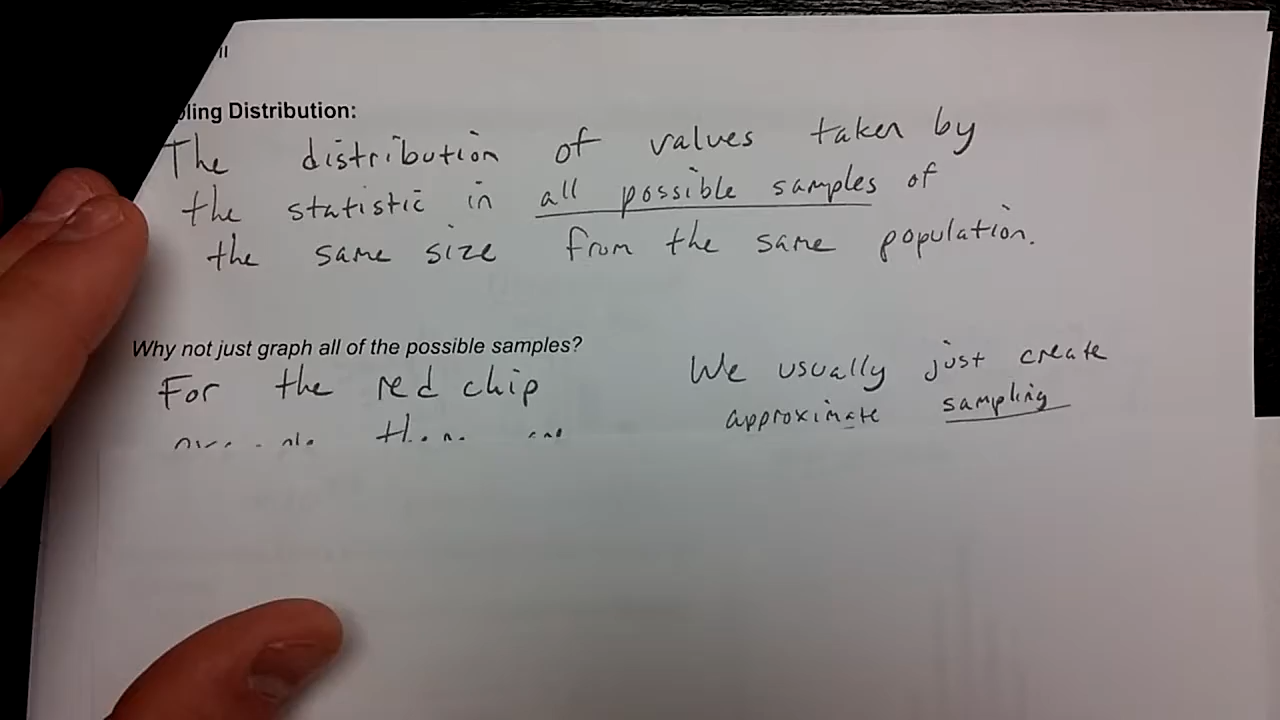 ll
pling Distribution:
The distribution of values taken by
the statistic in all possible samples of
the same size from the same population.
Why not just graph all of the possible samples?
For the red chip
We usually just create
approximate sampling